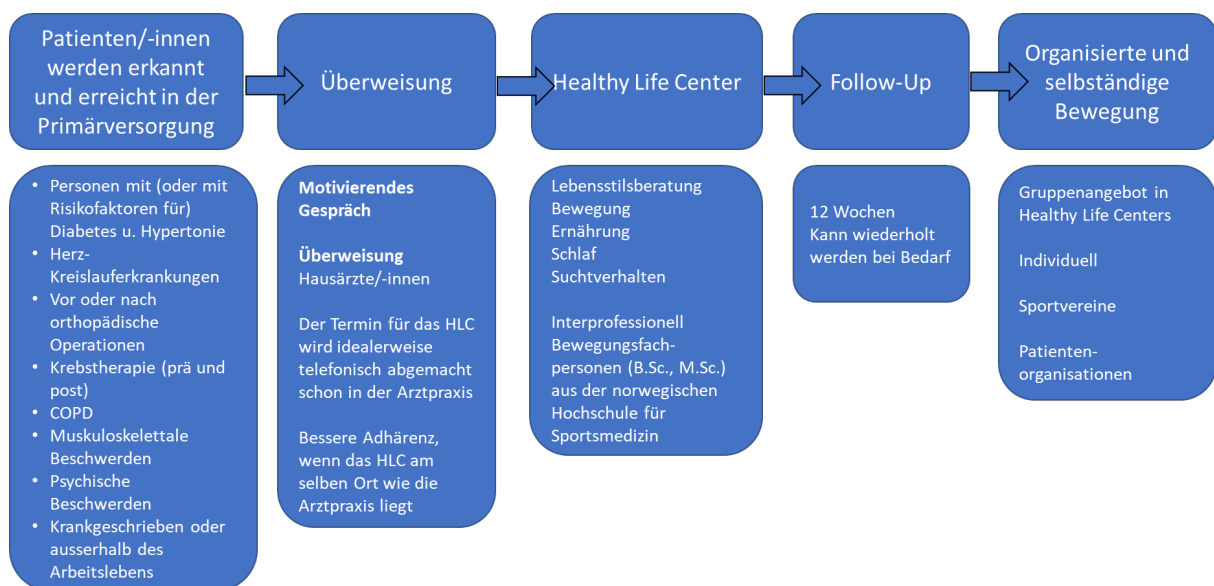 Patienten/-innen
werden erkannt
und erreicht in der
Primärversorgung
Überweisung
Healthy Life Center
Follow-Up
Organisierte und
selbständige
Bewegung
• Personen mit (oder mit
Risikofaktoren für)
Diabetes u. Hypertonie
• Herz-
Kreislauferkrankungen
• Vor oder nach
orthopädische
Operationen
• Krebstherapie (prä und
post)
• COPD
• Muskuloskelettale
Beschwerden
• Psychische
Beschwerden
• Krankgeschrieben oder
ausserhalb des
Arbeitslebens
Motivierendes
Gespräch
Überweisung
Hausärzte/-innen
Der Termin für das HLC
wird idealerweise
telefonisch abgemacht
schon in der Arztpraxis
Bessere Adhärenz,
wenn das HLC am
selben Ort wie die
Arztpraxis liegt
Lebensstilsberatung
Bewegung
Ernährung
Schlaf
Suchtverhalten
Interprofessionell
Bewegungsfach-
personen (B.Sc., M.Sc.)
aus der norwegischen
Hochschule für
Sportsmedizin
12 Wochen
Kann wiederholt
werden bei Bedarf
Gruppenangebot in
Healthy Life Centers
Individuell
Sportvereine
Patienten-
organisationen